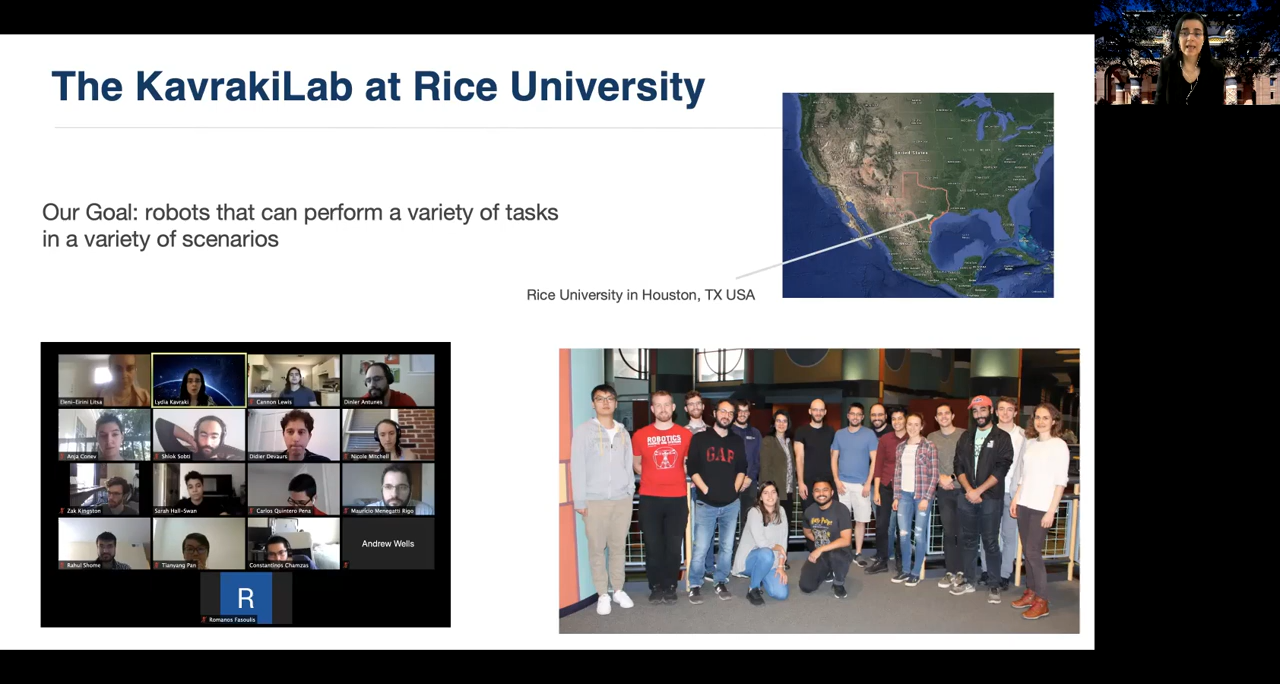 The KavrakiLab at Rice University
Our Goal: robots that can perform a variety of tasks
in a variety of scenarios
United States
Rice University in Houston, TX USA
Eleni-Eirini Litsa
Lydia Kavraki
Cannon Lewis
Dinler Antunes
Anja Conev
Shlok Sobti
Didier Devaurs
Nicole Mitchell
Zak Kingston
Sarah Hall-Swan
Carlos Quintero Pena
Mauricio Menegatti Rigo
Rahul Shome
Tianyang Pan
Constantinos Chamzas
Andrew Wells
R
Romanos Fasoulis
ROBOTICS
GAP